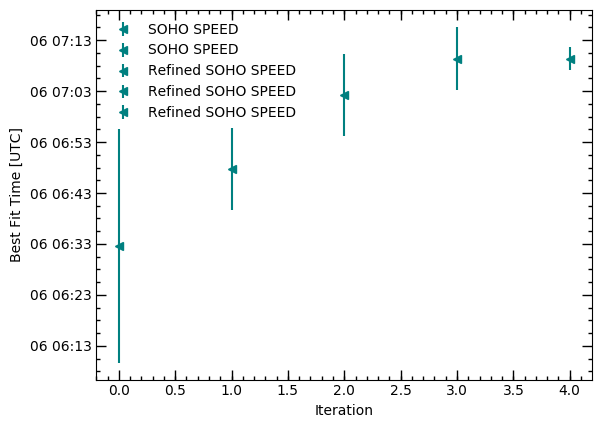 SOHO SPEED
SOHO SPEED
Refined SOHO SPEED
Refined SOHO SPEED
Refined SOHO SPEED
Best Fit Time [UTC]
06 07:13
06 07:03
06 06:53
06 06:43
06 06:33
06 06:23
06 06:13
0.0 0.5 1.0 1.5 2.0 2.5 3.0 3.5 4.0
Iteration